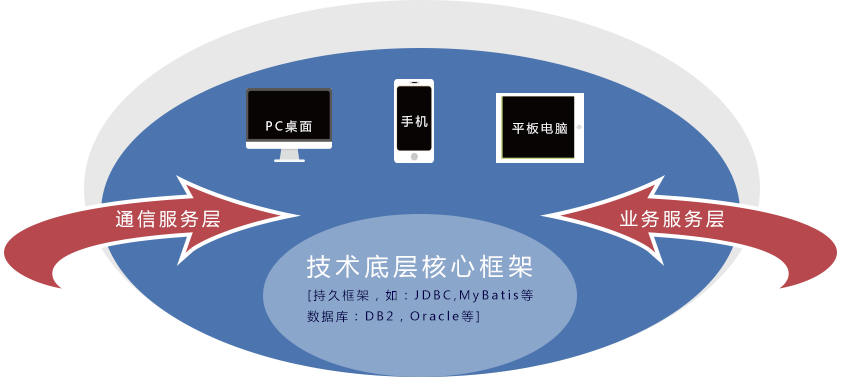 PC桌面
手机
平板电脑
通信服务层
业务服务层
技术底层核心框架
[持久框架，如：JDBC,MyBatis等
数据库：DB2，Oracle等]